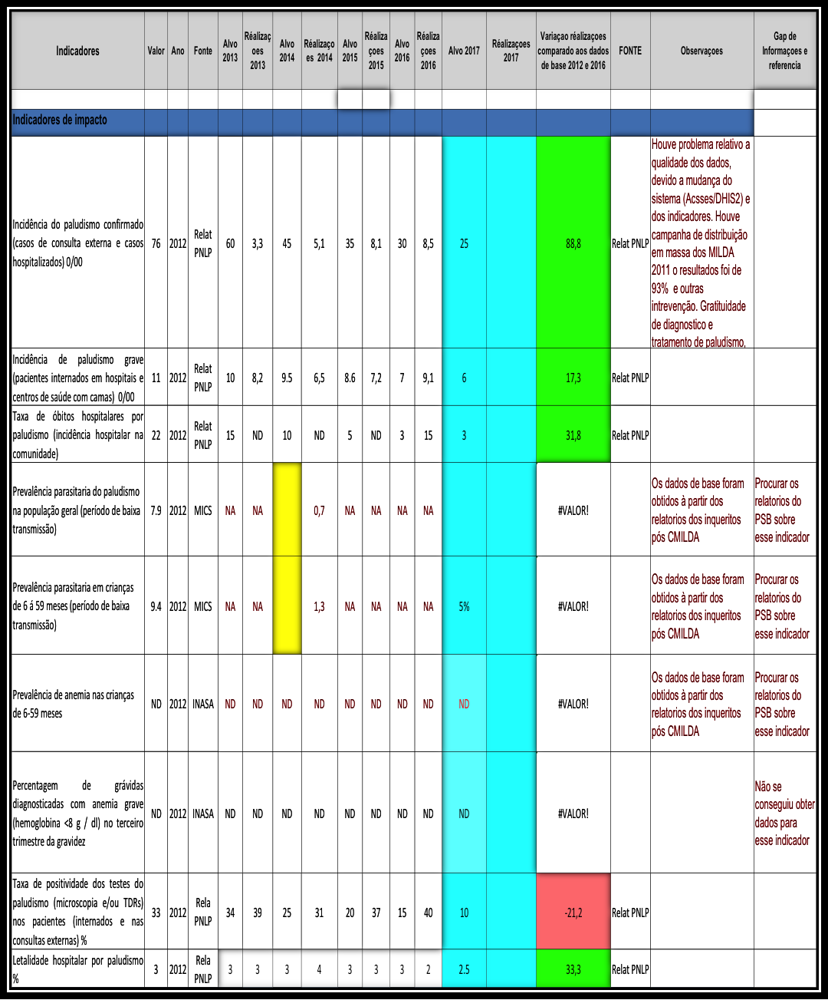 Indicadores Valor Ano Fonte Alvo 2013 Réalizaç oes 2013 Alvo 2014 Réalizaço es 2014 Alvo 2015 Réaliza çoes 2015 Alvo 2016 Réaliza çoes 2016 Alvo 2017 Réalizaçoes 2017 Variaçao réalizaçoes comparado aos dados de base 2012 e 2016 FONTE Observaçoes Gap de Informaçoes e referencia
Indicadores de impacto
Incidência do paludismo confirmado
(casos de consulta externa e casos
hospitalizados) 0/00
76 2012 Relat PNLP 60 3,3 45 5,1 35 8,1 30 8,5 25 88,8 Relat PNLP
Houve problema relativo a
qualidade dos dados,
devido a mudança do
sistema (Acsses/DHIS2) e
dos indicadores. Houve
campanha de distribuição
em massa dos MILDA
2011 o resultados foi de
93% e outras
intrevenção. Gratituidade
de diagnostico e
tratamento de paludismo,
Incidência de paludismo grave
(pacientes internados em hospitais e
centros de saúde com camas) 0/00
11 2012 Relat PNLP 10 8,2 9.5 6,5 8.6 7,2 7 9,1 6 17,3 Relat PNLP
Taxa de óbitos hospitalares por
paludismo (incidência hospitalar na
comunidade)
22 2012 Relat PNLP 15 ND 10 ND 5 ND 3 15 3 31,8 Relat PNLP
Prevalência parasitaria do paludismo
na população geral (período de baixa
transmissão)
7.9 2012 MICS NA NA 0,7 NA NA NA NA #VALOR!
Os dados de base foram
obtidos à partir dos
relatorios dos inqueritos
pós CMILDA
Procurar os
relatorios do
PSB sobre
esse indicador
Prevalência parasitaria em crianças
de 6 á 59 meses (período de baixa
transmissão)
9.4 2012 MICS NA NA 1,3 NA NA NA NA 5% #VALOR!
Os dados de base foram
obtidos à partir dos
relatorios dos inqueritos
pós CMILDA
Procurar os
relatorios do
PSB sobre
esse indicador
Prevalência de anemia nas crianças
de 6-59 meses
ND 2012 INASA ND ND ND ND ND ND ND ND ND #VALOR!
Os dados de base foram
obtidos à partir dos
relatorios dos inqueritos
pós CMILDA
Procurar os
relatorios do
PSB sobre
esse indicador
Percentagem de grávidas
diagnosticadas com anemia grave
(hemoglobina <8 g / dl) no terceiro
trimestre da gravidez
ND 2012 INASA ND ND ND ND ND ND ND ND ND #VALOR!
Não se
conseguiu obter
dados para
esse indicador
Taxa de positividade dos testes do
paludismo (microscopia e/ou TDRs)
nos pacientes (internados e nas
consultas externas) %
33 2012 Rela PNLP 34 39 25 31 20 37 15 40 10 -21,2 Relat PNLP
Letalidade hospitalar por paludismo
%
3 2012 Rela PNLP 3 3 3 4 3 3 3 2 2.5 33,3 Relat PNLP